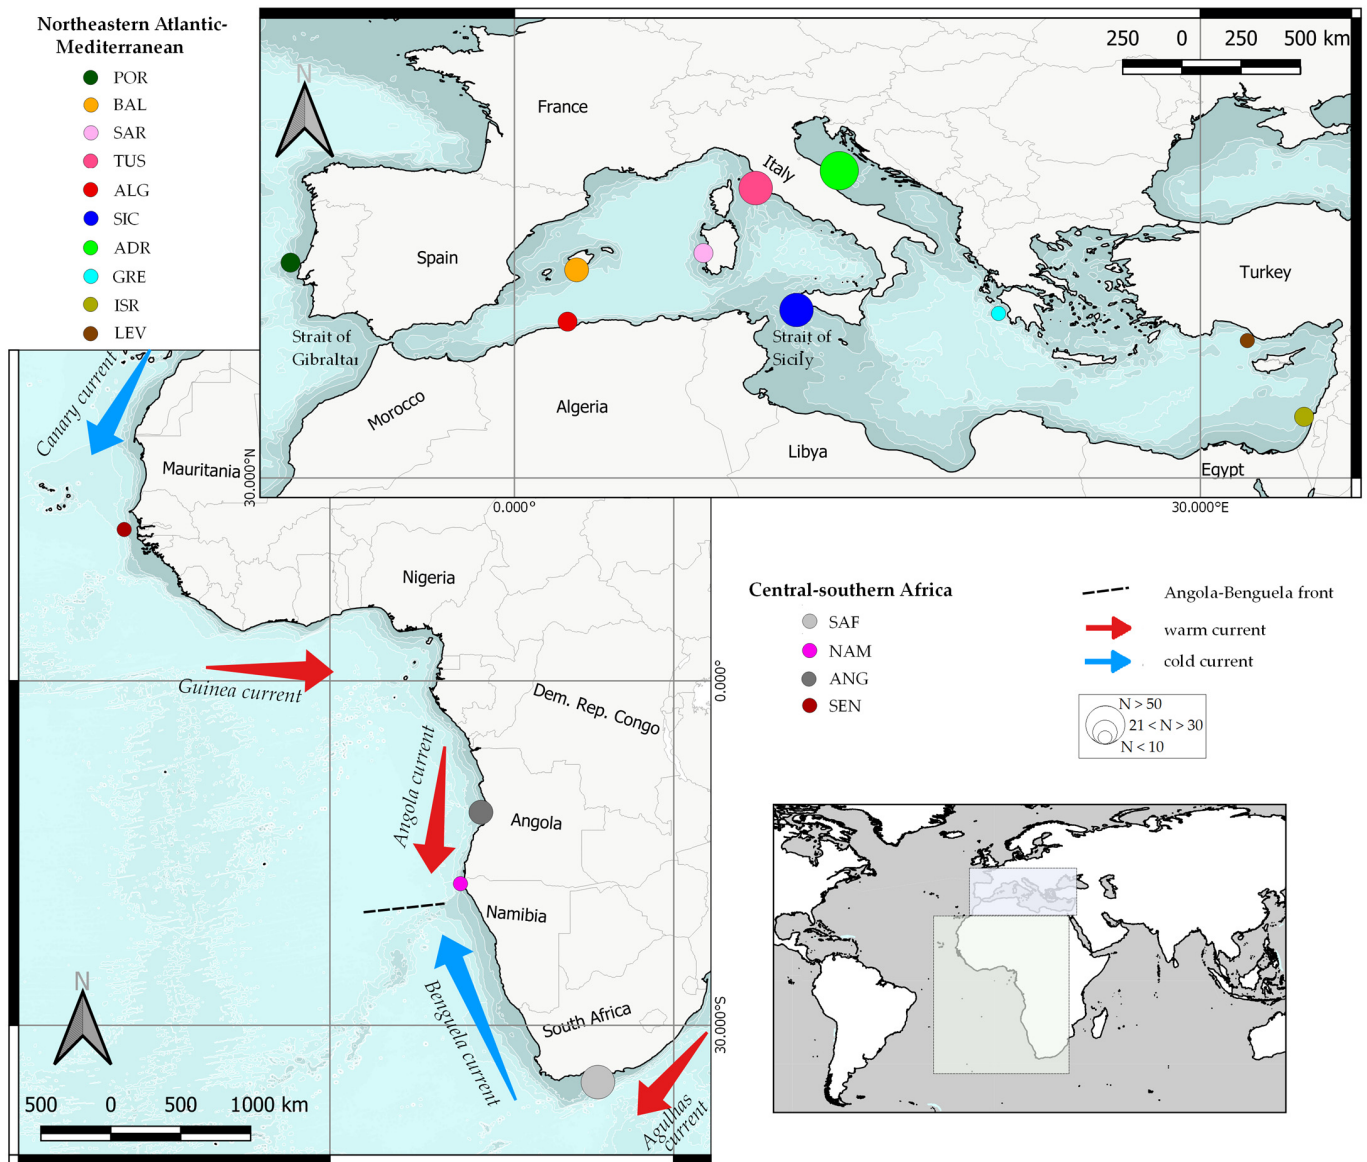 Northeastern Atlantic-
Mediterranean
POR
BAL
SAR
TUS
ALG
SIC
ADR
GRE
ISR
LEV
N
250 0 250 500 km
France
Italy
Spain
Turkey
Strait of
Gibraltar
Strait of
Sicily
Morocco
Algeria
Libya
Egypt
30.000°N
0.000°
30.000°E
Canary current
Mauritania
Nigeria
Guinea current
Dem. Rep. Congo
0.000°
Angola current
Angola
Namibia
Benguela current
South Africa
30.000°S
Agulhas
current
N
500 0 500 1000 km
Central-southern Africa
SAF
NAM
ANG
SEN
Angola-Benguela front
warm current
cold current
N > 50
21 < N > 30
N < 10